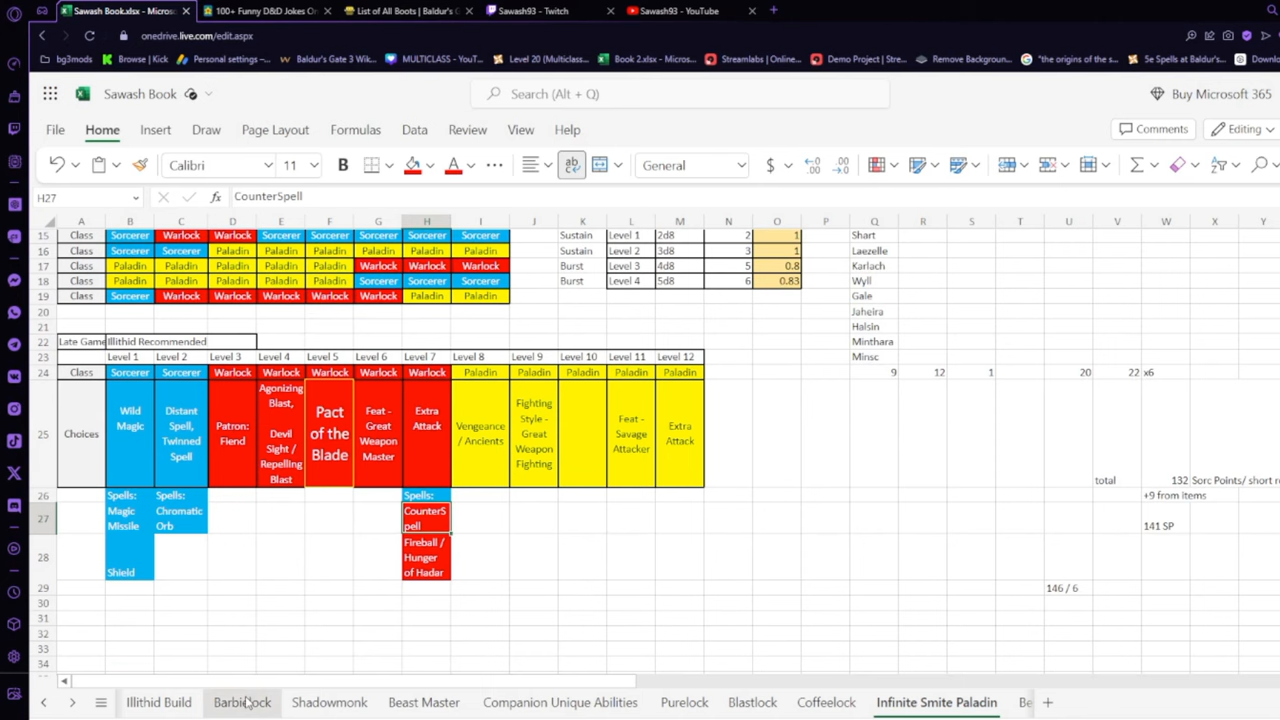 Sawash Book.xlsx - Micros
100+ Funny D&D Jokes On
List of All Boots | Baldur's G
Sawash93 - Twitch
Sawash93 - YouTube
onedrive.live.com/edit.aspx
bg3mods
Browse | Kick
Personal settings –...
Baldur's Gate 3 Wiki...
MULTICLASS - YouT...
Level 20 (Multiclass...
Book 2.xlsx - Micros...
Streamlabs | Online...
Demo Project | Stre...
Remove Backgroun...
"the origins of the s...
5e Spells at Baldur's...
Downlo
Sawash Book
Search (Alt + Q)
Buy Microsoft 365
File Home Insert Draw Page Layout Formulas Data Review View Help
Comments
Editing
Calibri 11 B A ... ab General $
H27 fx CounterSpell
A B C D E F G H I J K L M N O P Q R S T U V W X Y
15 Class Sorcerer Warlock Warlock Sorcerer Sorcerer Sorcerer Sorcerer Sorcerer Sustain Level 1 2d8 2 1 Shart
16 Class Sorcerer Sorcerer Paladin Paladin Paladin Paladin Paladin Paladin Sustain Level 2 3d8 3 1 Laezelle
17 Class Paladin Paladin Paladin Paladin Paladin Warlock Warlock Warlock Burst Level 3 4d8 5 0.8 Karlach
18 Class Paladin Paladin Paladin Paladin Paladin Sorcerer Sorcerer Sorcerer Burst Level 4 5d8 6 0.83 Wyll
19 Class Sorcerer Warlock Warlock Warlock Warlock Warlock Paladin Paladin Gale
20 Jaheira
21 Halsin
22 Late Game Illithid Recommended Minthara
23 Level 1 Level 2 Level 3 Level 4 Level 5 Level 6 Level 7 Level 8 Level 9 Level 10 Level 11 Level 12 Minsc
24 Class Sorcerer Sorcerer Warlock Warlock Warlock Warlock Warlock Paladin Paladin Paladin Paladin Paladin 9 12 1 20 22 x6
25 Choices
Wild
Magic
Distant
Spell,
Twinned
Spell
Patron:
Fiend
Agonizing
Blast,
Devil
Sight /
Repelling
Blast
Pact
of the
Blade
Feat -
Great
Weapon
Master
Extra
Attack
Vengeance
/ Ancients
Fighting
Style -
Great
Weapon
Fighting
Feat -
Savage
Attacker
Extra
Attack
total 132 Sorc Points/ short r
26 Spells: Spells: Spells: +9 from items
27
Magic
Missile
Chromatic
Orb
CounterS
pell
141 SP
28
Shield
Fireball /
Hunger
of Hadar
29 146 / 6
30
31
32
33
34
Illithid Build Barbielock Shadowmonk Beast Master Companion Unique Abilities Purelock Blastlock Coffeelock Infinite Smite Paladin Be +